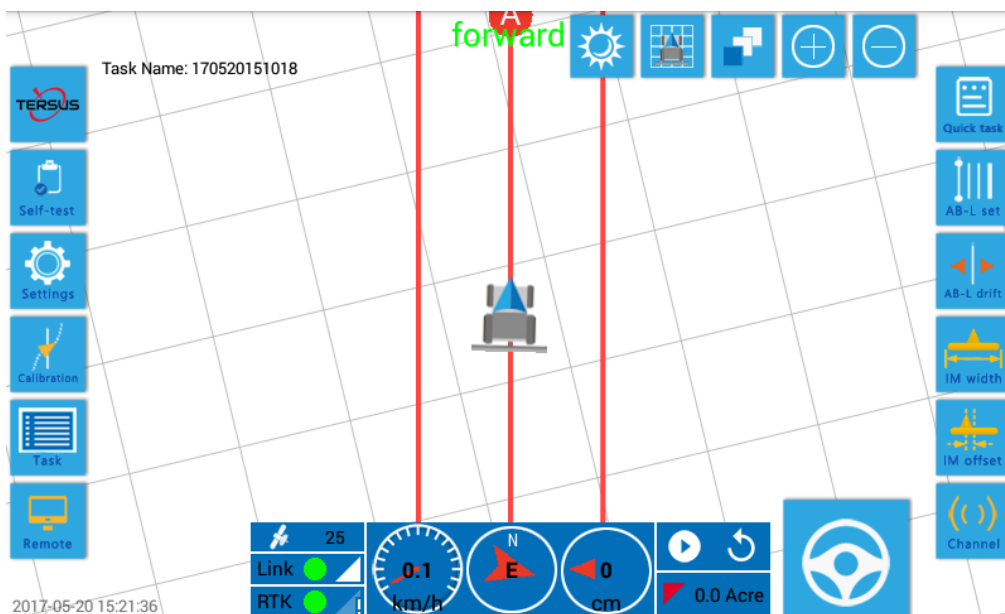 A
forward
Task Name: 170520151018
TERSUS
Self-test
Settings
Calibration
Task
Remote
Quick task
AB-L set
AB-L drift
IM width
IM offset
Channel
25
Link
RTK
0.1
km/h
N
E
0
cm
0.0 Acre
2017-05-20 15:21:36